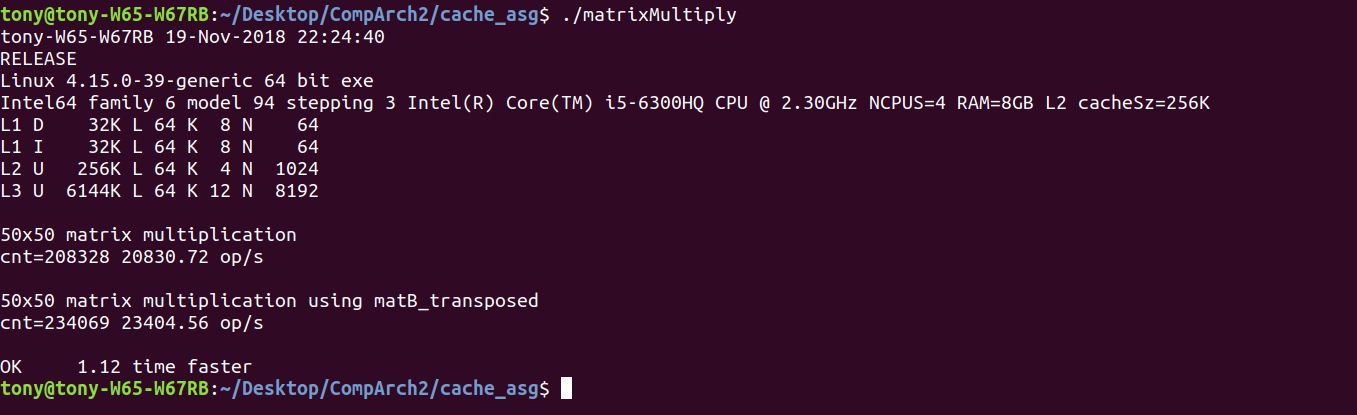 tony@tony-W65-W67RB:~/Desktop/CompArch2/cache_asg$ ./matrixMultiply
tony-W65-W67RB 19-Nov-2018 22:24:40
RELEASE
Linux 4.15.0-39-generic 64 bit exe
Intel64 family 6 model 94 stepping 3 Intel(R) Core(TM) i5-6300HQ CPU @ 2.30GHz NCPUS=4 RAM=8GB L2 cacheSz=256K
L1 D    32K L 64 K  8 N    64
L1 I    32K L 64 K  8 N    64
L2 U   256K L 64 K  4 N  1024
L3 U  6144K L 64 K 12 N  8192
50x50 matrix multiplication
cnt=208328 20830.72 op/s
50x50 matrix multiplication using matB_transposed
cnt=234069 23404.56 op/s
OK     1.12 time faster
tony@tony-W65-W67RB:~/Desktop/CompArch2/cache_asg$